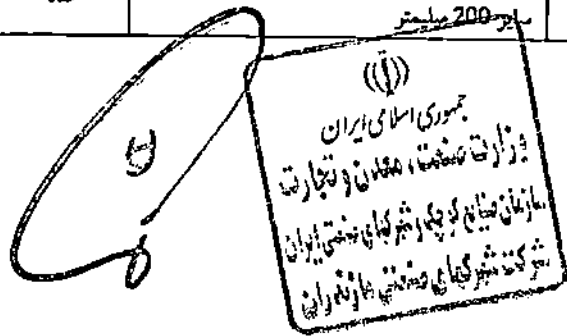 سایز 200 میلیمتر
جمهوری اسلامی ایران
وزارت صنعت، معدن و تجارت
سازمان صنایع کوچک و شهرکهای صنعتی ایران
شرکت شهرکهای صنعتی مازندران